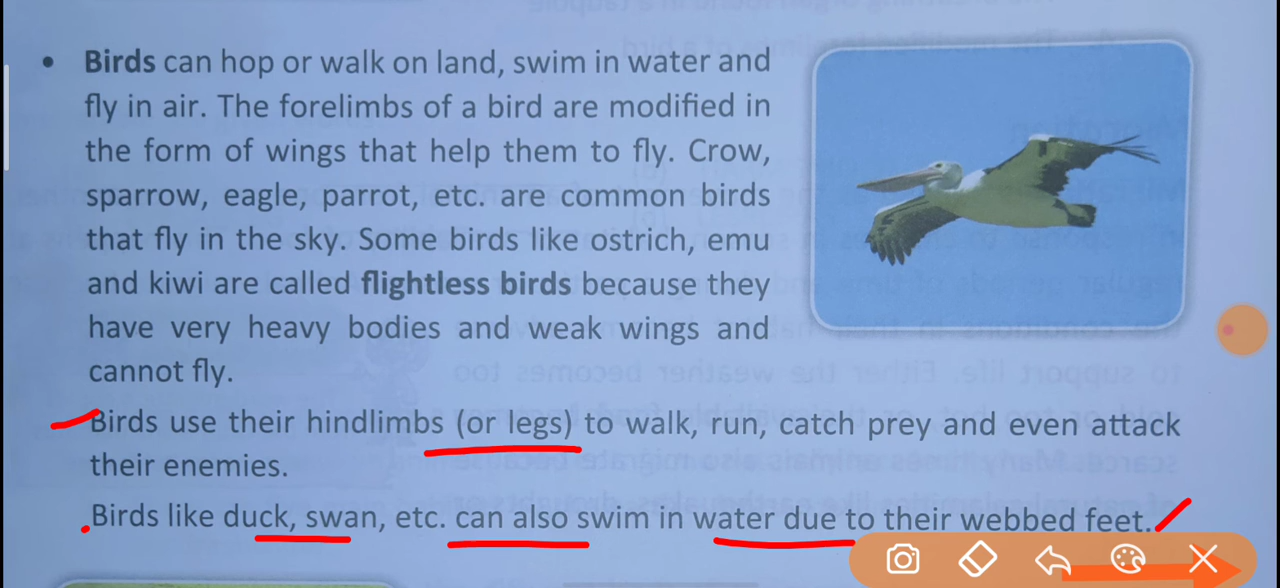 • Birds can hop or walk on land, swim in water and
fly in air. The forelimbs of a bird are modified in
the form of wings that help them to fly. Crow,
sparrow, eagle, parrot, etc. are common birds
that fly in the sky. Some birds like ostrich, emu
and kiwi are called flightless birds because they
have very heavy bodies and weak wings and
cannot fly.
Birds use their hindlimbs (or legs) to walk, run, catch prey and even attack
their enemies.
Birds like duck, swan, etc. can also swim in water due to their webbed feet.